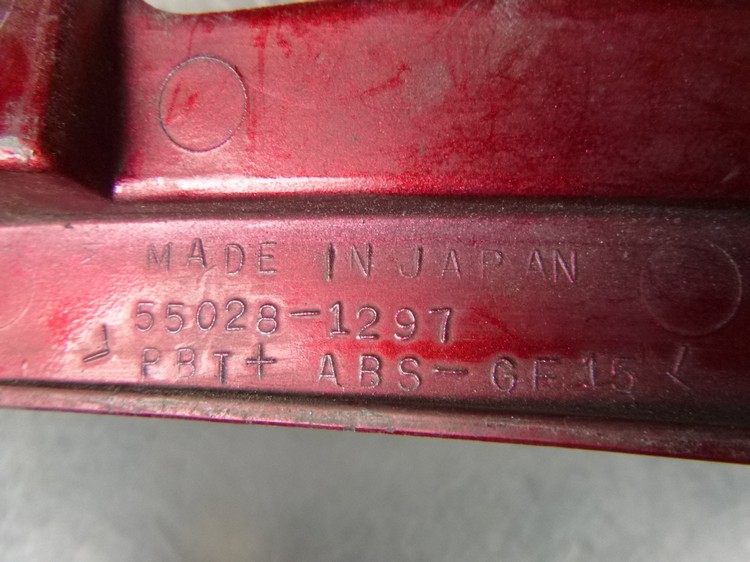 MADE IN JAPAN
55028-1297
>PBT+ ABS-GF15<